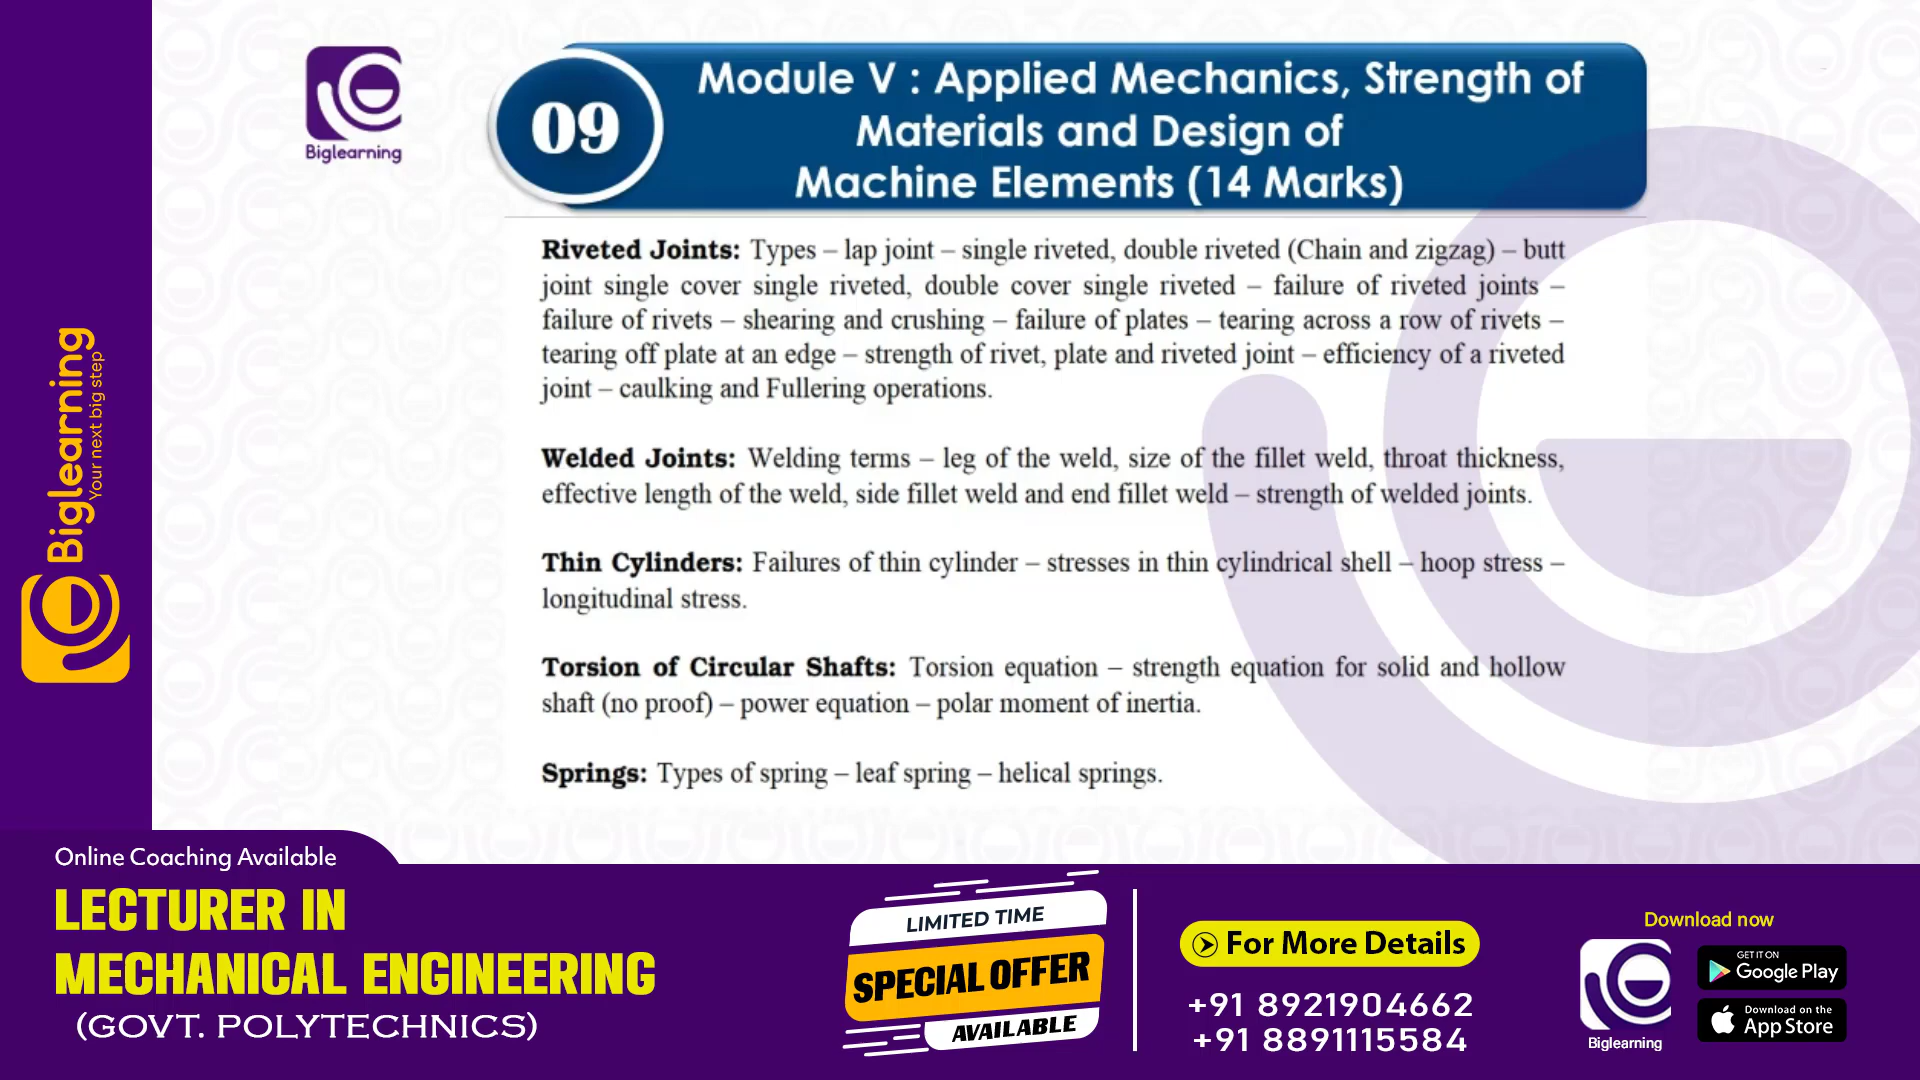 Biglearning
09
Module V : Applied Mechanics, Strength of
Materials and Design of
Machine Elements (14 Marks)
Riveted Joints: Types – lap joint – single riveted, double riveted (Chain and zigzag) – butt
joint single cover single riveted, double cover single riveted – failure of riveted joints –
failure of rivets – shearing and crushing – failure of plates – tearing across a row of rivets –
tearing off plate at an edge – strength of rivet, plate and riveted joint – efficiency of a riveted
joint – caulking and Fullering operations.
Welded Joints: Welding terms – leg of the weld, size of the fillet weld, throat thickness,
effective length of the weld, side fillet weld and end fillet weld – strength of welded joints.
Thin Cylinders: Failures of thin cylinder – stresses in thin cylindrical shell – hoop stress –
longitudinal stress.
Torsion of Circular Shafts: Torsion equation – strength equation for solid and hollow
shaft (no proof) – power equation – polar moment of inertia.
Springs: Types of spring – leaf spring – helical springs.
Biglearning
Your next big step
Online Coaching Available
LECTURER IN
MECHANICAL ENGINEERING
(GOVT. POLYTECHNICS)
LIMITED TIME
SPECIAL OFFER
AVAILABLE
For More Details
+91 8921904662
+91 8891115584
Download now
Biglearning
GET IT ON
Google Play
Download on the
App Store